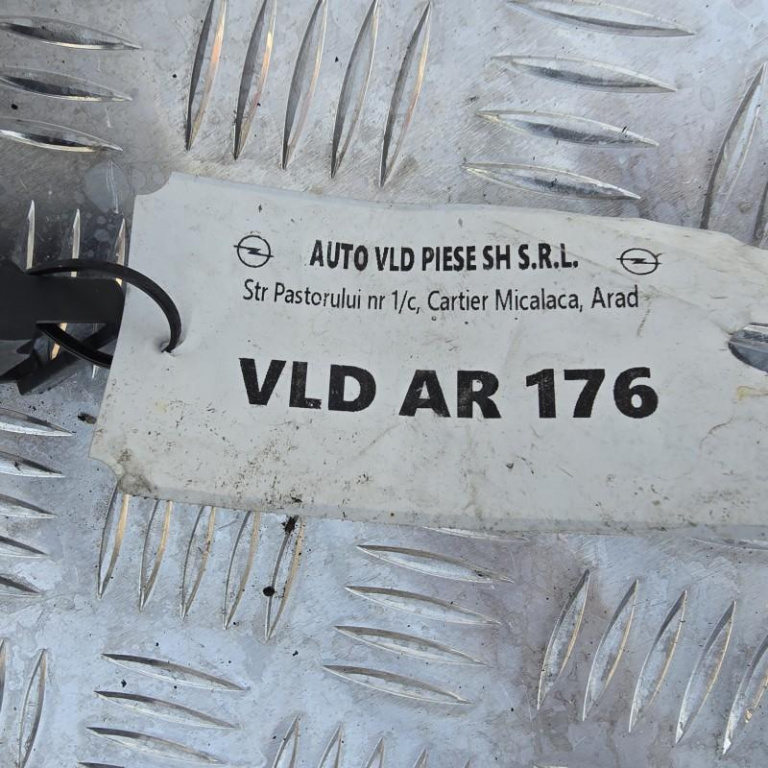 AUTO VLD PIESE SH S.R.L.
Str Pastorului nr 1/c, Cartier Micalaca, Arad
VLD AR 176